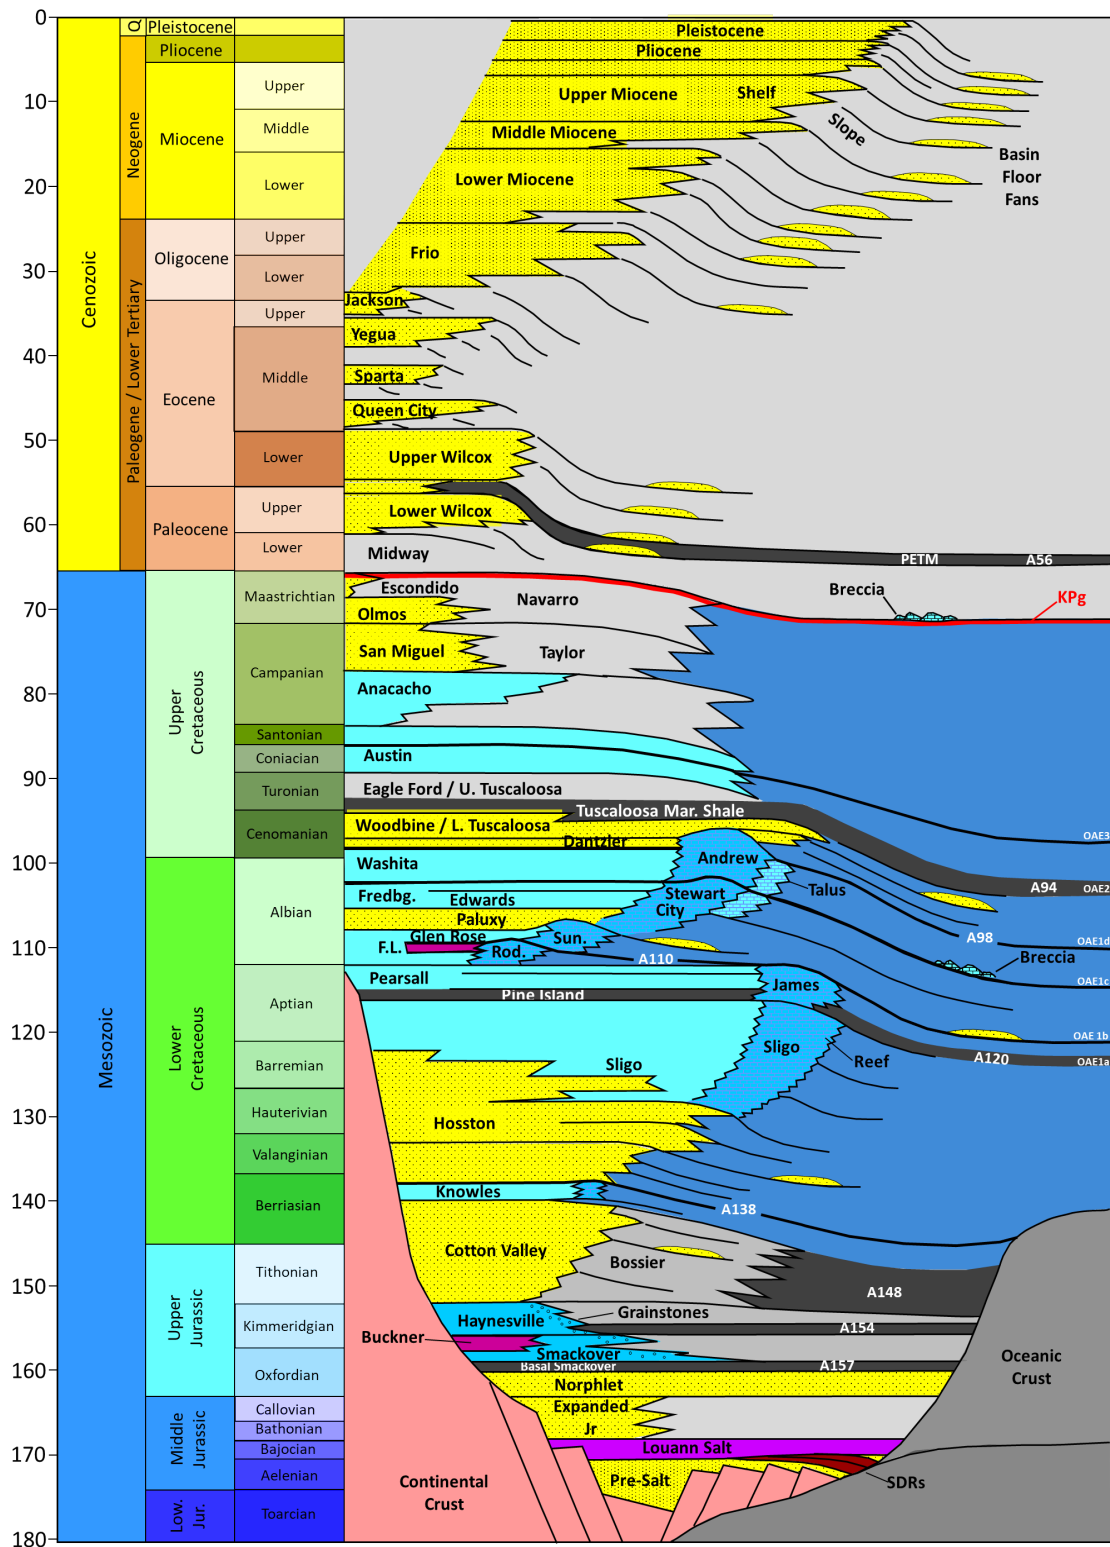 0
10
20
30
40
50
60
70
80
90
100
110
120
130
140
150
160
170
180
Cenozoic
Mesozoic
Q
Neogene
Paleogene / Lower Tertiary
Upper
Cretaceous
Lower
Cretaceous
Upper
Jurassic
Middle
Jurassic
Low.
Jur.
Pleistocene
Pliocene
Miocene
Oligocene
Eocene
Paleocene
Upper
Middle
Lower
Upper
Lower
Upper
Middle
Lower
Upper
Lower
Maastrichtian
Campanian
Santonian
Coniacian
Turonian
Cenomanian
Albian
Aptian
Barremian
Hauterivian
Valanginian
Berriasian
Tithonian
Kimmeridgian
Oxfordian
Callovian
Bathonian
Bajocian
Aelenian
Toarcian
Pleistocene
Pliocene
Upper Miocene
Shelf
Slope
Middle Miocene
Basin
Floor
Fans
Lower Miocene
Frio
Jackson
Yegua
Sparta
Queen City
Upper Wilcox
Lower Wilcox
Midway
PETM
A56
Escondido
Navarro
Breccia
KPg
Olmos
San Miguel
Taylor
Anacacho
Austin
Eagle Ford / U. Tuscaloosa
Tuscaloosa Mar. Shale
OAE3
Woodbine / L. Tuscaloosa
Dantzler
Washita
Andrew
A94
OAE2
Fredbg.
Edwards
Stewart
City
Talus
Paluxy
Glen Rose
F.L.
Rod.
Sun.
A98
OAE1d
A110
Breccia
Pearsall
James
OAE1c
Pine Island
OAE 1b
Sligo
Sligo
Reef
A120
OAE1a
Hosston
Knowles
A138
Cotton Valley
Bossier
A148
Haynesville
Grainstones
A154
Buckner
Smackover
Basal Smackover
A157
Oceanic
Crust
Norphlet
Expanded
Jr
Louann Salt
Pre-Salt
SDRs
Continental
Crust